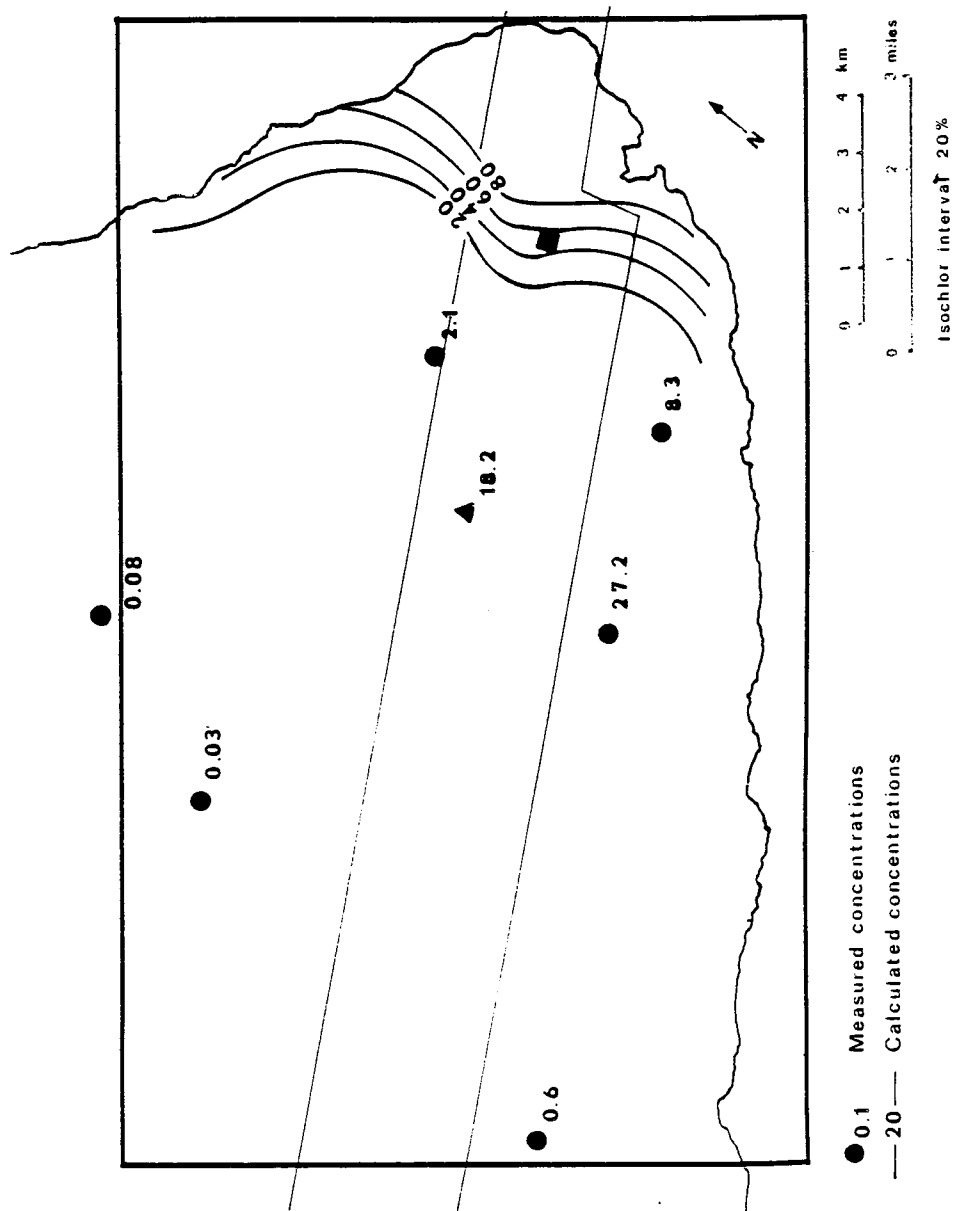 0.08
0.03
2.1
18.2
27.2
8.3
0.6
20
40
60
80
0.1 Measured concentrations
—20— Calculated concentrations
N
0 1 2 3 4 km
0 1 2 3 miles
Isochlor interval 20%